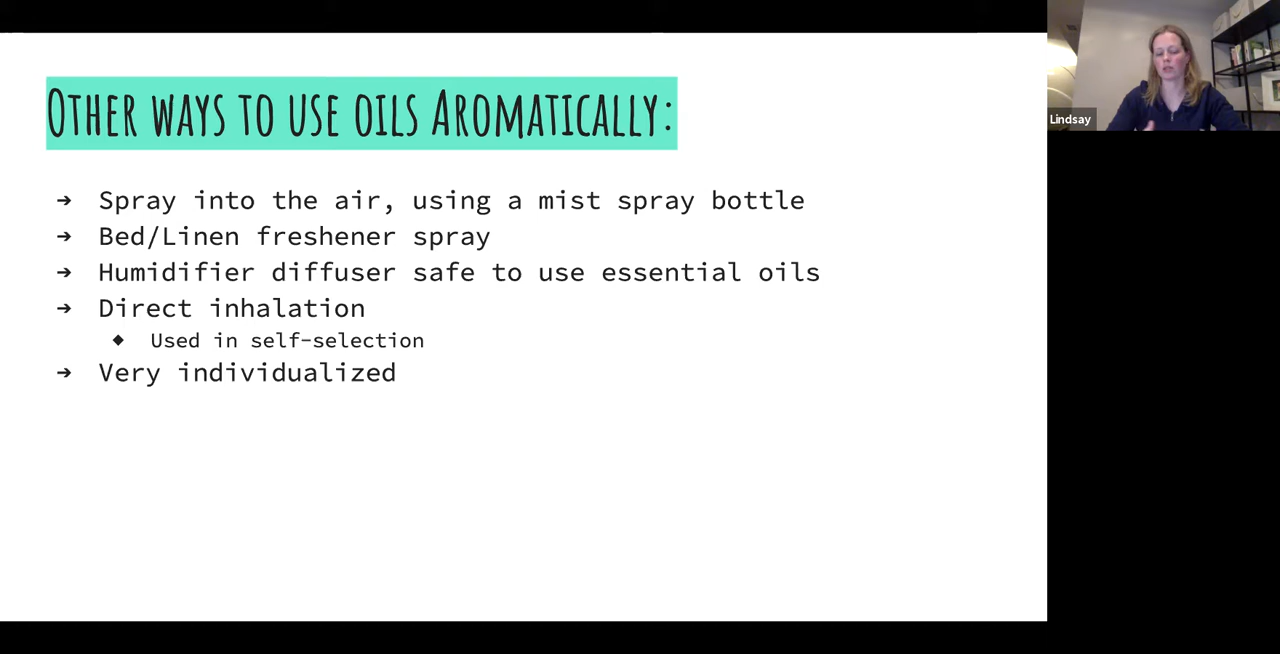 Other ways to use oils Aromatically:
➔ Spray into the air, using a mist spray bottle
➔ Bed/Linen freshener spray
➔ Humidifier diffuser safe to use essential oils
➔ Direct inhalation
◆ Used in self-selection
➔ Very individualized
Lindsay